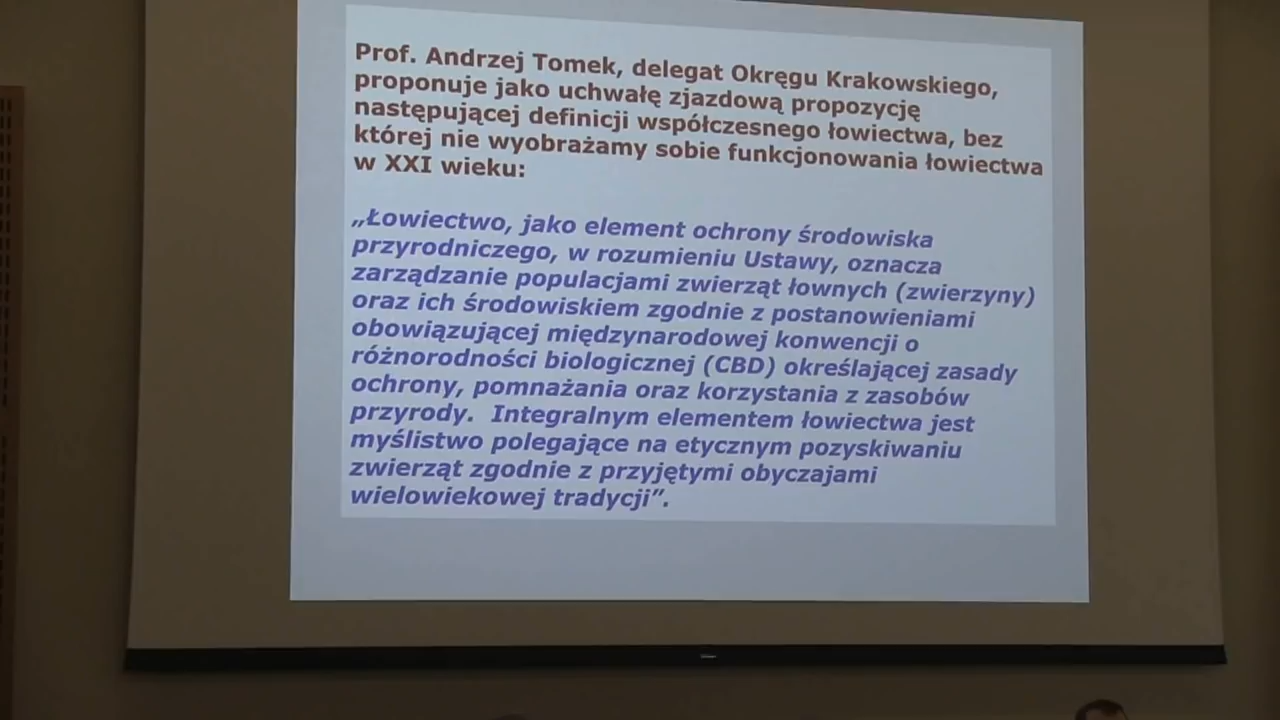 Prof. Andrzej Tomek, delegat Okręgu Krakowskiego,
proponuje jako uchwałę zjazdową propozycję
następującej definicji współczesnego łowiectwa, bez
której nie wyobrażamy sobie funkcjonowania łowiectwa
w XXI wieku:
„Łowiectwo, jako element ochrony środowiska
przyrodniczego, w rozumieniu Ustawy, oznacza
zarządzanie populacjami zwierząt łownych (zwierzyny)
oraz ich środowiskiem zgodnie z postanowieniami
obowiązującej międzynarodowej konwencji o
różnorodności biologicznej (CBD) określającej zasady
ochrony, pomnażania oraz korzystania z zasobów
przyrody. Integralnym elementem łowiectwa jest
myślistwo polegające na etycznym pozyskiwaniu
zwierząt zgodnie z przyjętymi obyczajami
wielowiekowej tradycji”.